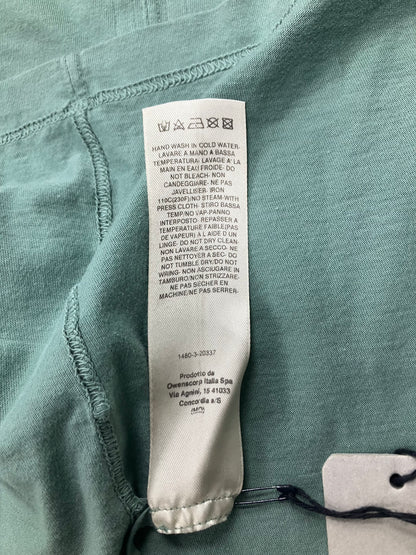 HAND WASH IN COLD WATER-
LAVARE A MANO A BASSA
TEMPERATURA- LAVAGE À LA
MAIN EN EAU FROIDE- DO
NOT BLEACH- NON
CANDEGGIARE- NE PAS
JAVELLISER- IRON
110C(230F) NO STEAM-WITH
PRESS CLOTH- STIRO BASSA
TEMP/NO VAP-PANNO
INTERPOSTO- REPASSER A
TEMPERATURE FAIBLE(PAS
DE VAPEUR) À L'AIDE D UN
LINGE- DO NOT DRY CLEAN-
NON LAVARE A SECCO- NE
PAS NETTOYER A SEC- DO
NOT TUMBLE DRY/DO NOT
WRING- NON ASCIUGARE IN
TAMBURO/NON STRIZZARE-
NE PAS SÉCHER EN
MACHINE/NE PAS SERRER-
1480-3-20337
Prodotto da
Owenscorp Italia Spa
Via Agnini, 15 41033
Concordia s/S